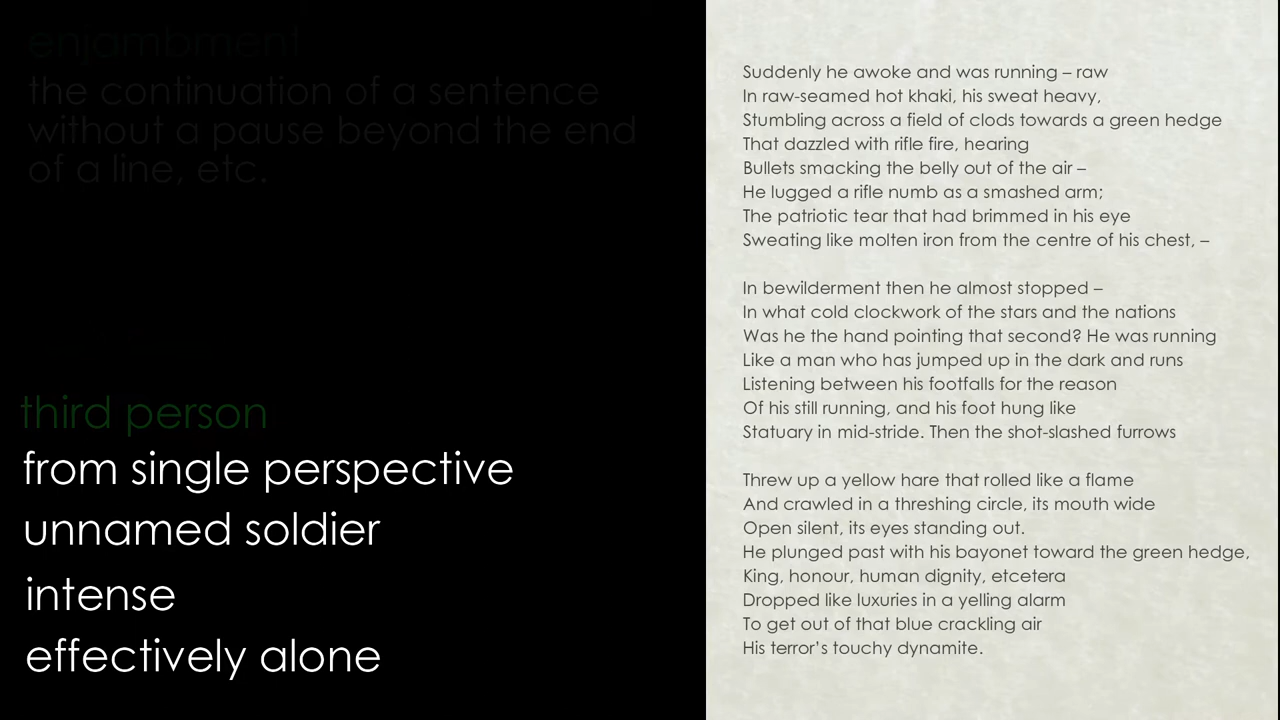 enjambment
the continuation of a sentence
without a pause beyond the end
of a line, etc.
third person
from single perspective
unnamed soldier
intense
effectively alone
Suddenly he awoke and was running – raw
In raw-seamed hot khaki, his sweat heavy,
Stumbling across a field of clods towards a green hedge
That dazzled with rifle fire, hearing
Bullets smacking the belly out of the air –
He lugged a rifle numb as a smashed arm;
The patriotic tear that had brimmed in his eye
Sweating like molten iron from the centre of his chest, –
In bewilderment then he almost stopped –
In what cold clockwork of the stars and the nations
Was he the hand pointing that second? He was running
Like a man who has jumped up in the dark and runs
Listening between his footfalls for the reason
Of his still running, and his foot hung like
Statuary in mid-stride. Then the shot-slashed furrows
Threw up a yellow hare that rolled like a flame
And crawled in a threshing circle, its mouth wide
Open silent, its eyes standing out.
He plunged past with his bayonet toward the green hedge,
King, honour, human dignity, etcetera
Dropped like luxuries in a yelling alarm
To get out of that blue crackling air
His terror's touchy dynamite.